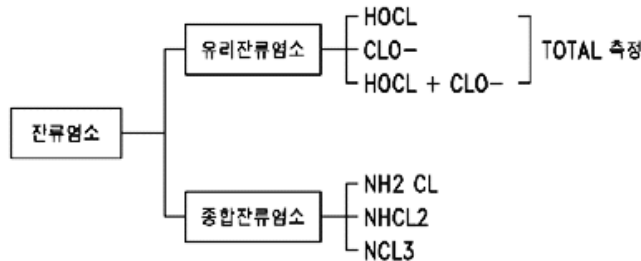 HOCL
유리잔류염소
CLO-
TOTAL 측정
HOCL + CLO-
잔류염소
NH2 CL
종합잔류염소
NHCL2
NCL3